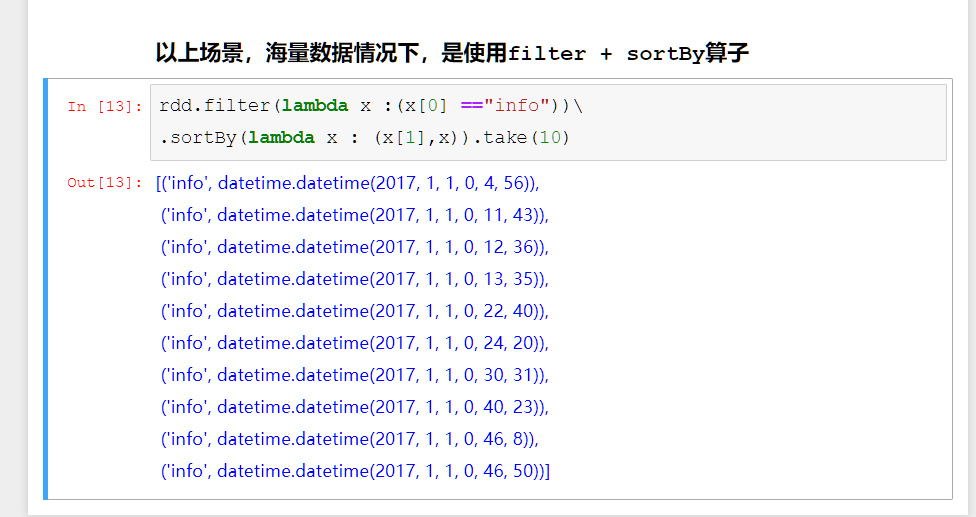 以上场景，海量数据情况下，是使用filter + sortBy算子
In [13]: rdd.filter(lambda x :(x[0] =="info"))\
.sortBy(lambda x : (x[1],x)).take(10)
Out[13]: [('info', datetime.datetime(2017, 1, 1, 0, 4, 56)),
('info', datetime.datetime(2017, 1, 1, 0, 11, 43)),
('info', datetime.datetime(2017, 1, 1, 0, 12, 36)),
('info', datetime.datetime(2017, 1, 1, 0, 13, 35)),
('info', datetime.datetime(2017, 1, 1, 0, 22, 40)),
('info', datetime.datetime(2017, 1, 1, 0, 24, 20)),
('info', datetime.datetime(2017, 1, 1, 0, 30, 31)),
('info', datetime.datetime(2017, 1, 1, 0, 40, 23)),
('info', datetime.datetime(2017, 1, 1, 0, 46, 8)),
('info', datetime.datetime(2017, 1, 1, 0, 46, 50))]